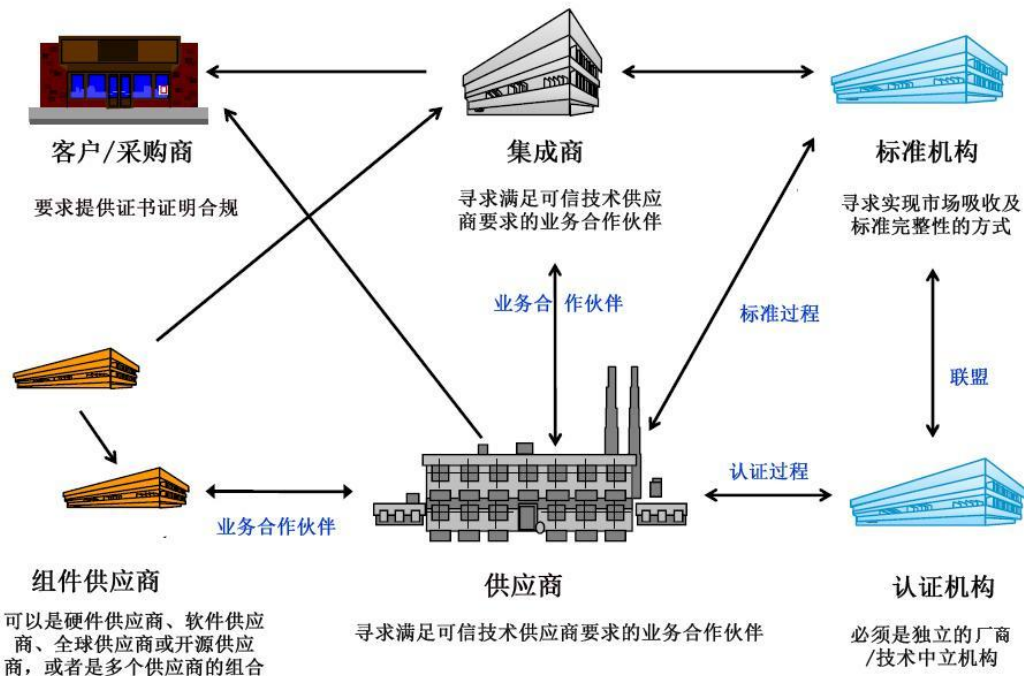 客户/采购商
要求提供证书证明合规
集成商
寻求满足可信技术供应
商要求的业务合作伙伴
标准机构
寻求实现市场吸收及
标准完整性的方式
业务合作伙伴
标准过程
联盟
认证过程
业务合作伙伴
组件供应商
可以是硬件供应商、软件供应
商、全球供应商或开源供应
商，或者是多个供应商的组合
供应商
寻求满足可信技术供应商要求的业务合作伙伴
认证机构
必须是独立的厂商
/技术中立机构